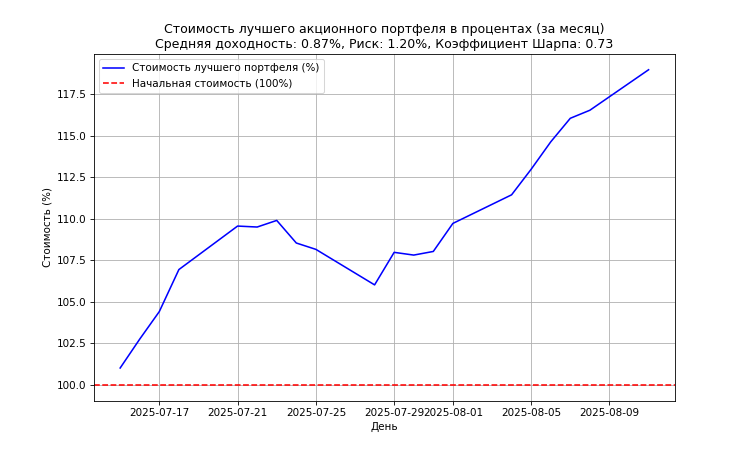 Стоимость лучшего акционного портфеля в процентах (за месяц)
Средняя доходность: 0.87%, Риск: 1.20%, Коэффициент Шарпа: 0.73
Стоимость лучшего портфеля (%)
Начальная стоимость (100%)
Стоимость (%)
117.5
115.0
112.5
110.0
107.5
105.0
102.5
100.0
2025-07-17 2025-07-21 2025-07-25 2025-07-29 2025-08-01 2025-08-05 2025-08-09
День